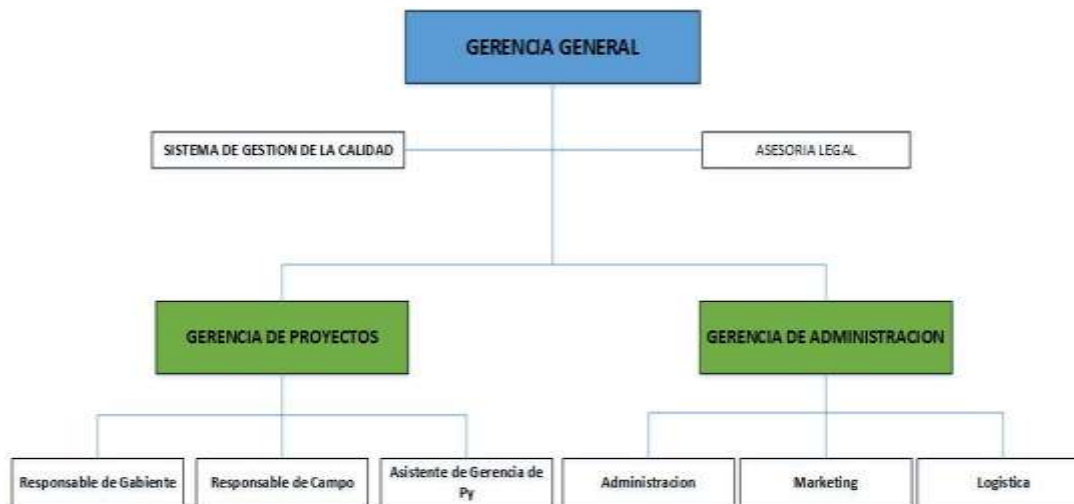 GERENCIA GENERAL
SISTEMA DE GESTION DE LA CALIDAD
ASESORIA LEGAL
GERENCIA DE PROYECTOS
GERENCIA DE ADMINISTRACION
Responsable de Gabiente
Responsable de Campo
Asistente de Gerencia de
Py
Administracion
Marketing
Logistica